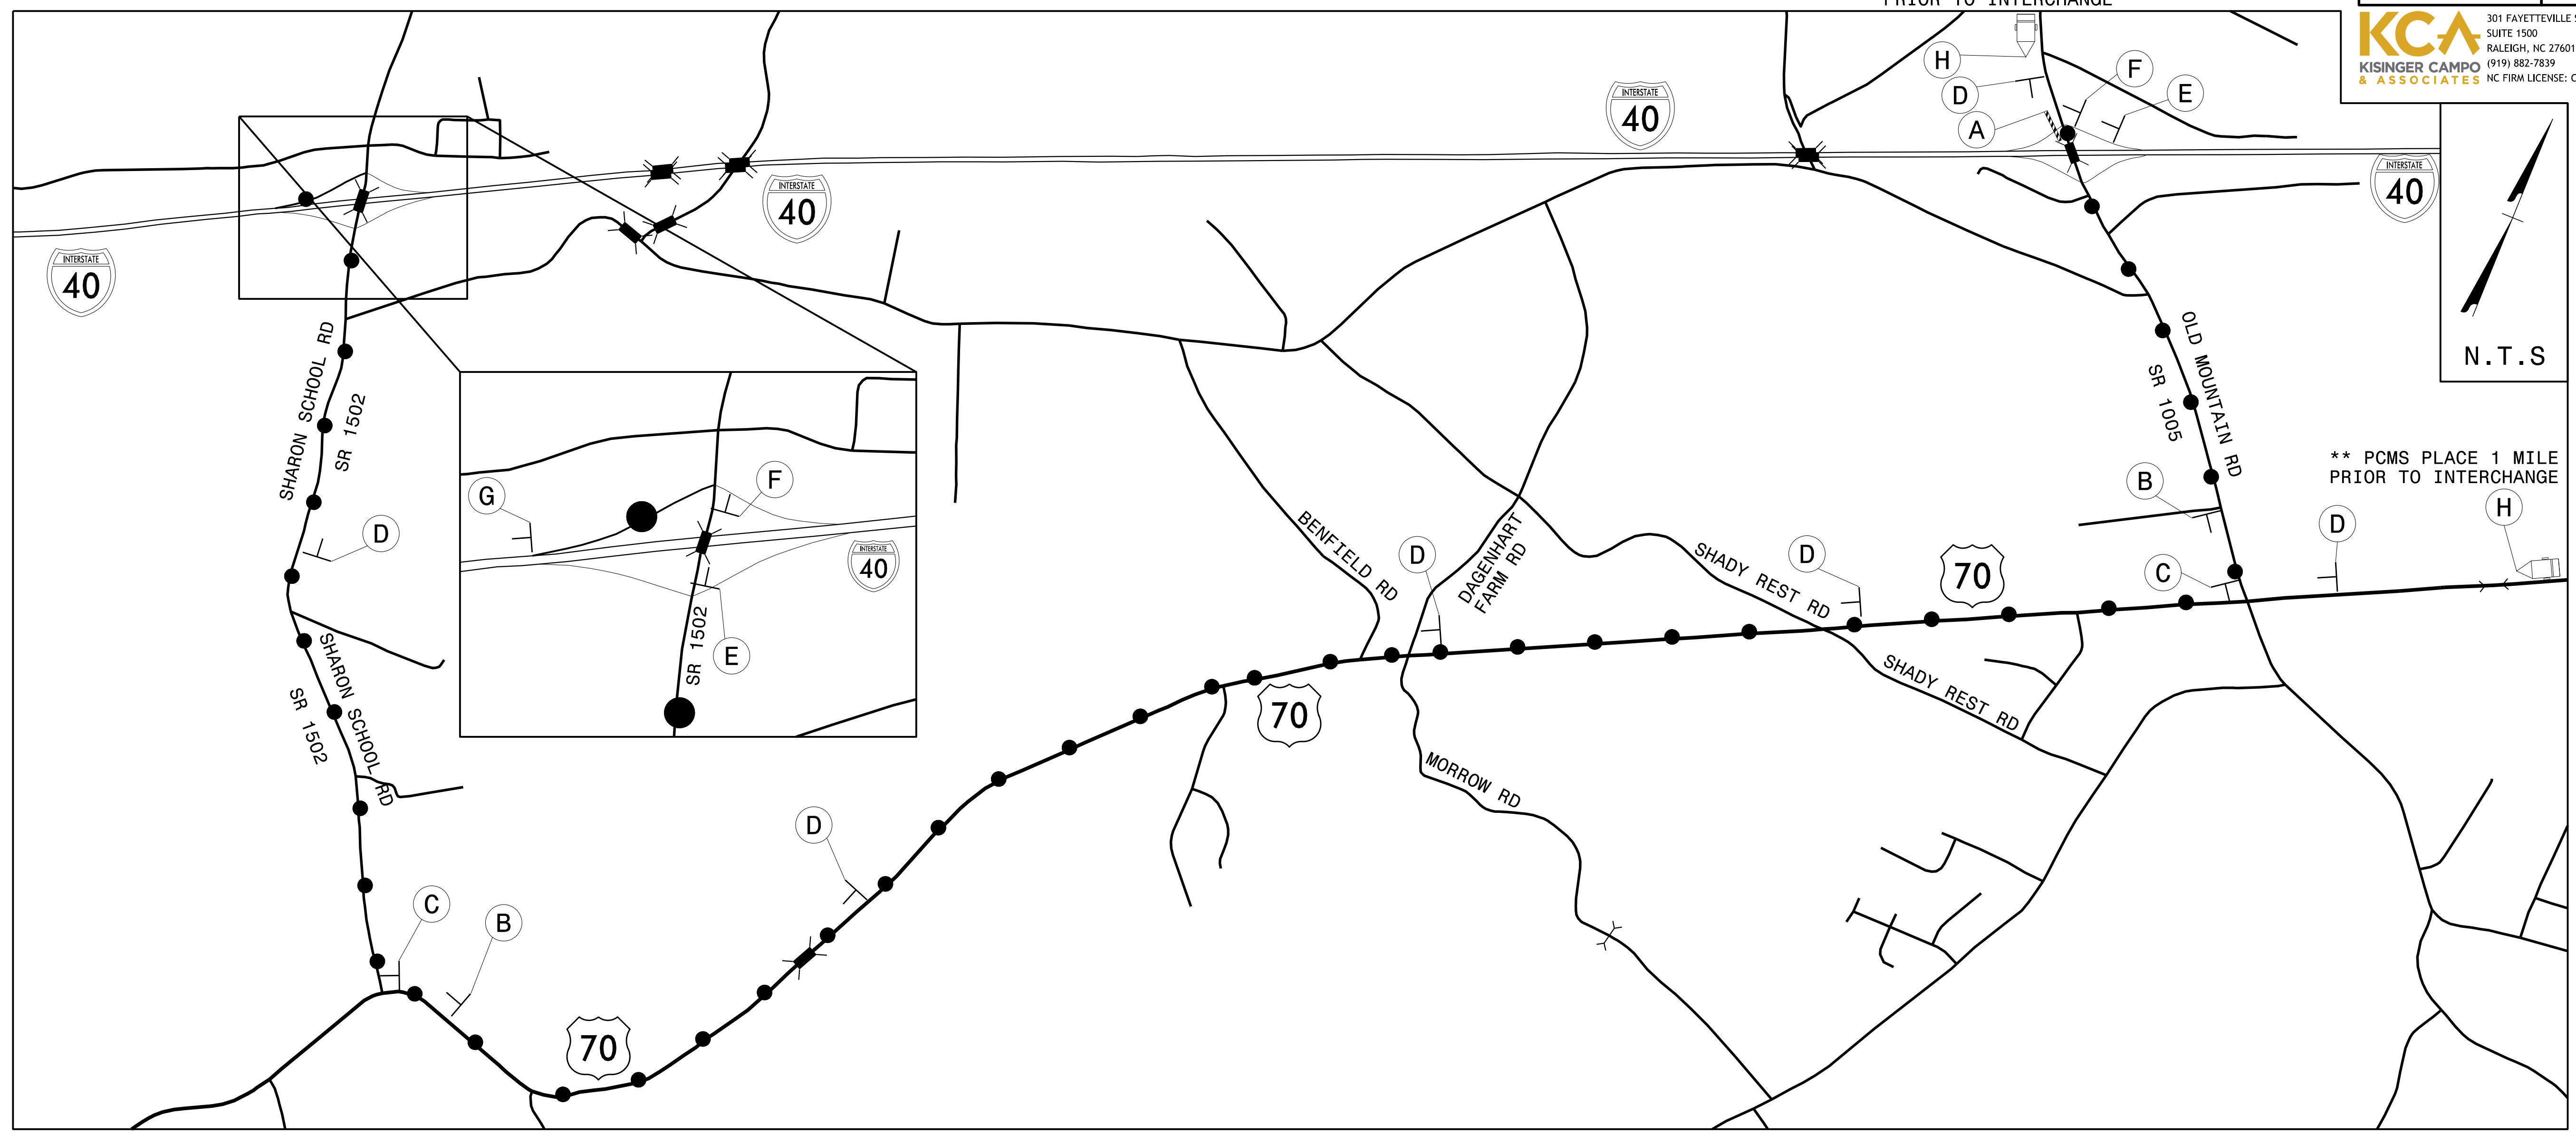 PRIOR TO INTERCHANGE
KCA
KISINGER CAMPO
& ASSOCIATES
301 FAYETTEVILLE
SUITE 1500
RALEIGH, NC 27601
(919) 882-7839
NC FIRM LICENSE:
H
D
A
F
E
INTERSTATE
40
INTERSTATE
40
INTERSTATE
40
INTERSTATE
40
N.T.S
SHARON SCHOOL RD
SR 1502
D
G
F
INTERSTATE
40
SR 1502
E
OLD MOUNTAIN RD
SR 1005
** PCMS PLACE 1 MILE
PRIOR TO INTERCHANGE
B
H
D
C
BENFIELD RD
D
DAGENHART
FARM RD
SHADY REST RD
D
70
SHADY REST RD
SHARON SCHOOL RD
SR 1502
70
MORROW RD
D
C
B
70